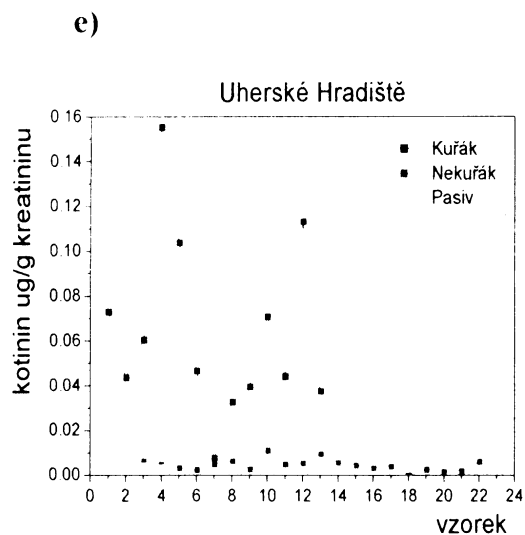 e)
Uherské Hradiště
kotinin ug/g kreatininu
0.16
0.14
0.12
0.10
0.08
0.06
0.04
0.02
0.00
Kuřák
Nekuřák
Pasiv
0 2 4 6 8 10 12 14 16 18 20 22 24
vzorek